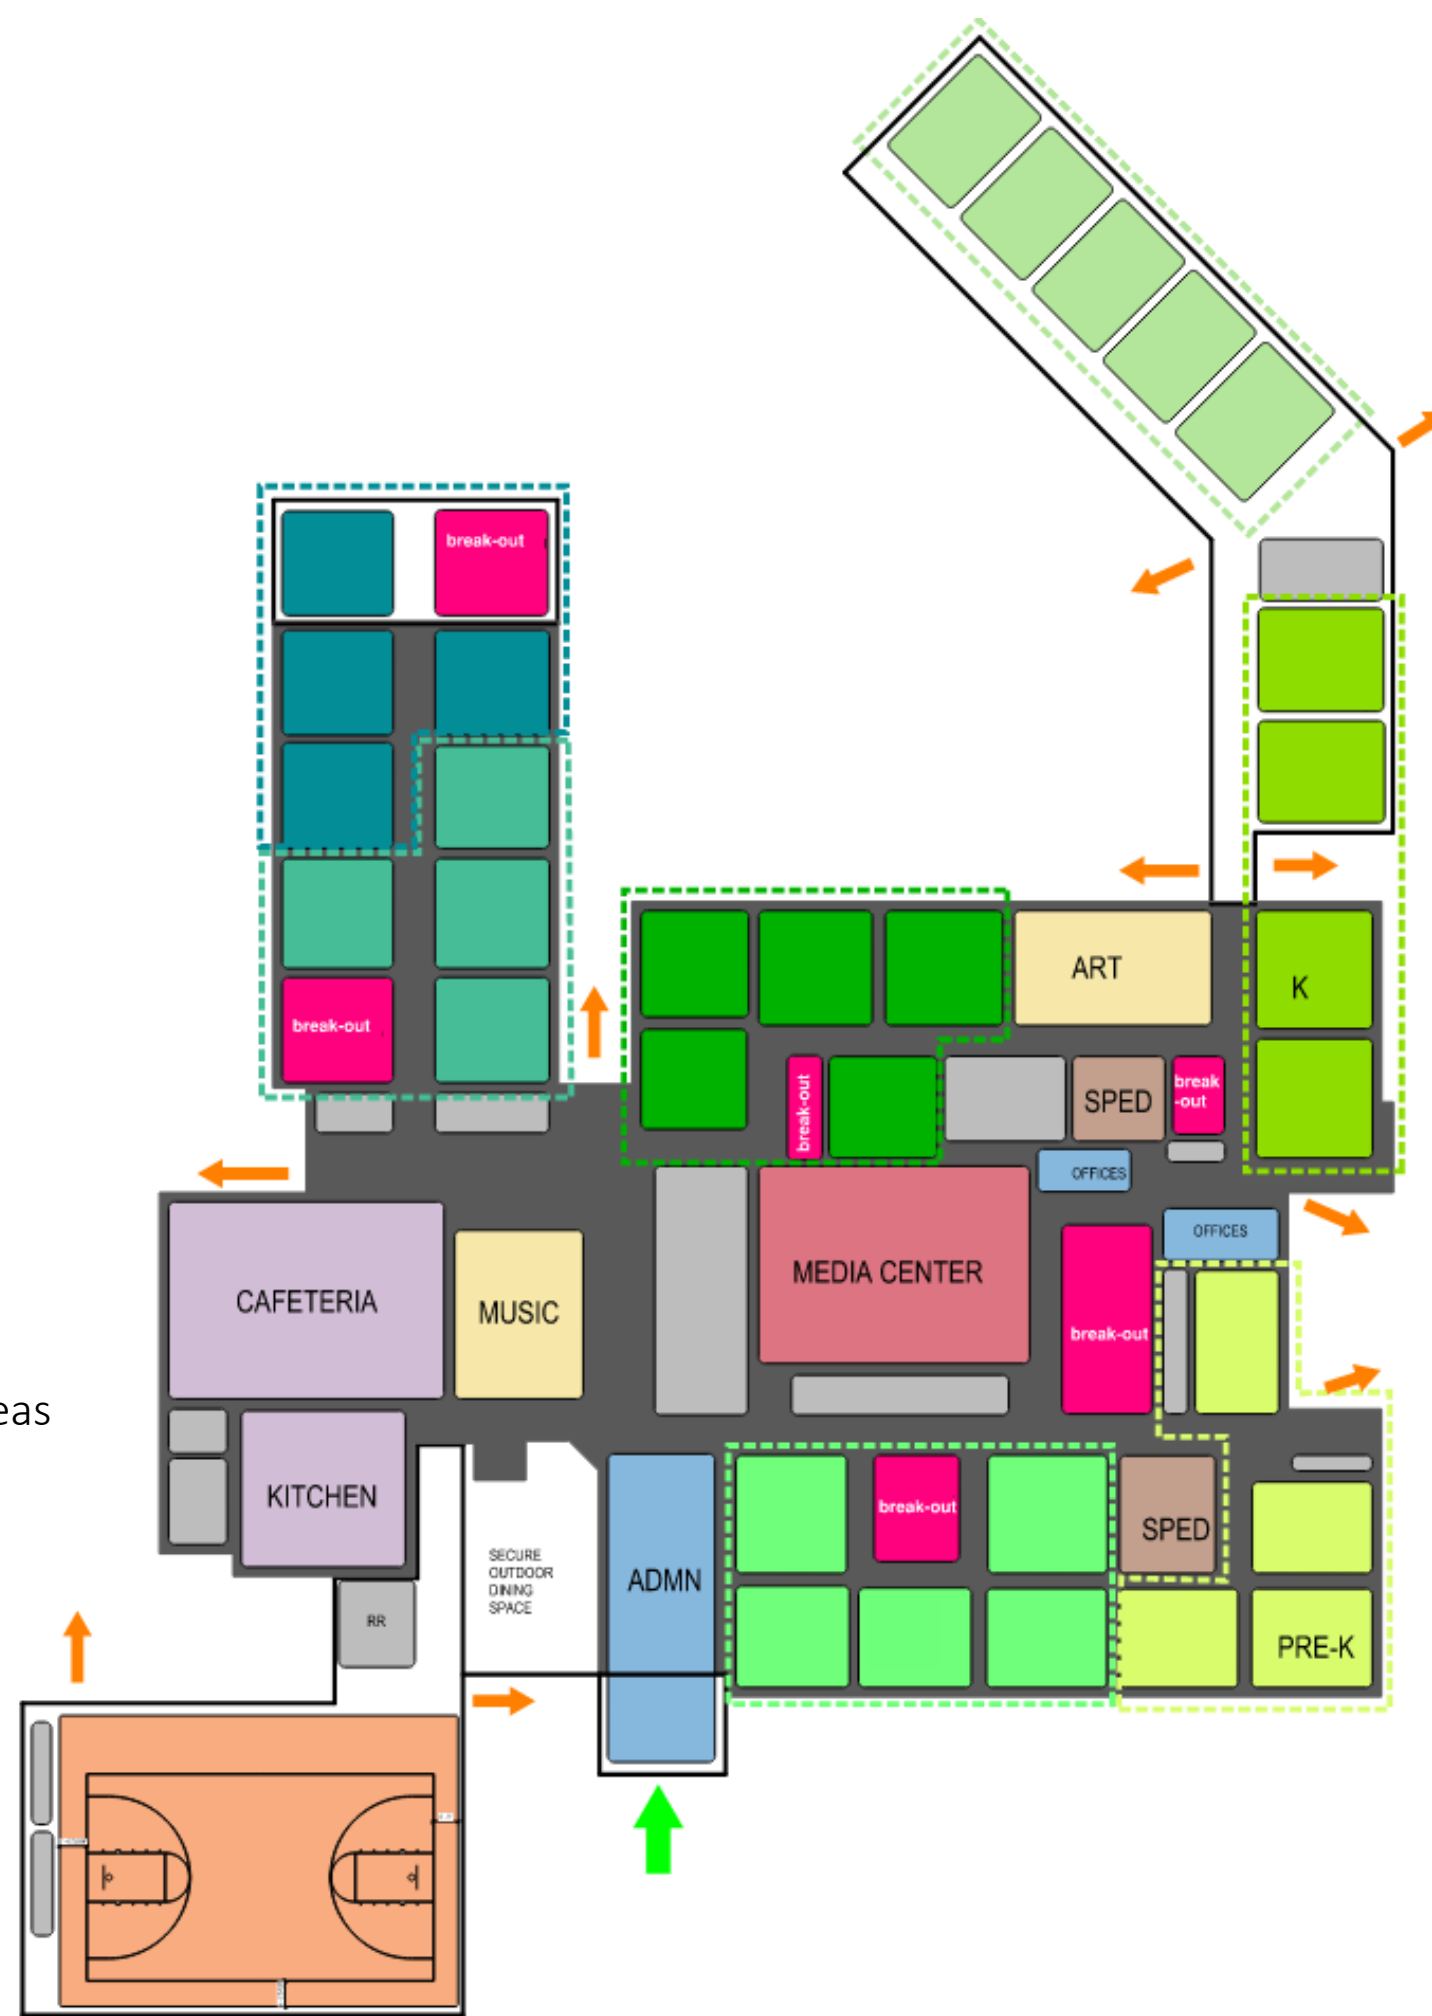 break-out
break-out
ART
K
break-out
SPED
break
-out
OFFICES
OFFICES
MEDIA CENTER
CAFETERIA
MUSIC
break-out
eas
KITCHEN
break-out
SPED
SECURE
OUTDOOR
DINING
SPACE
ADMN
RR
PRE-K